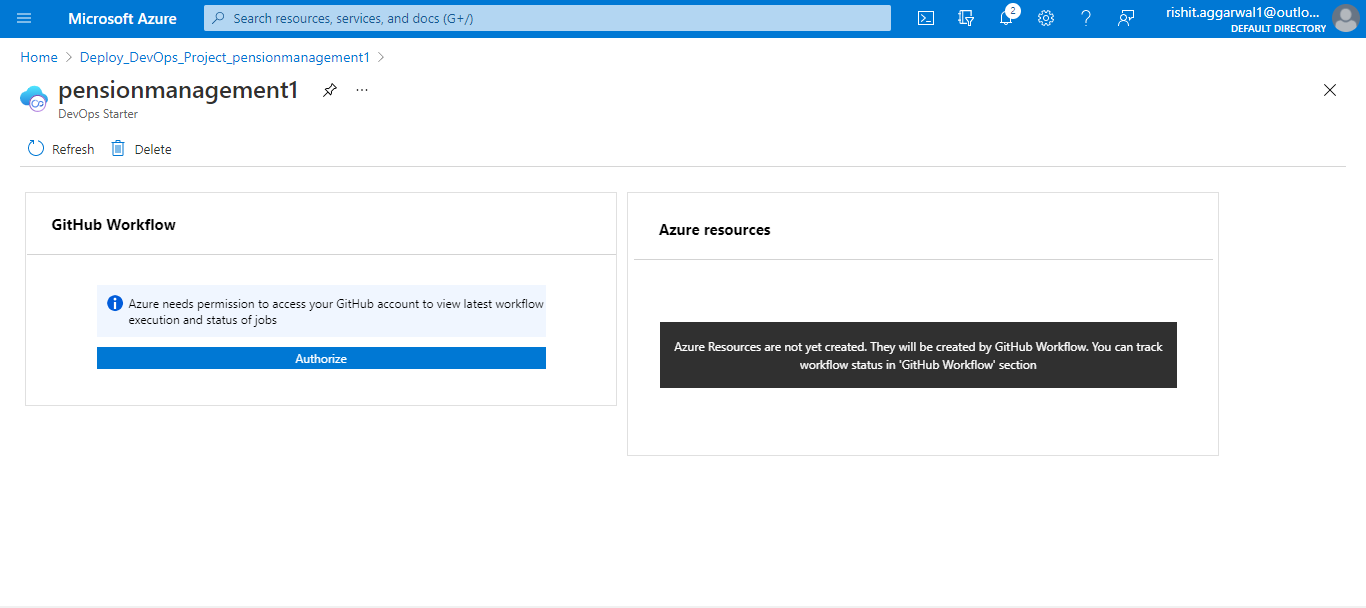 Microsoft Azure
Search resources, services, and docs (G+/)
2
rishit.aggarwal1@outlo...
DEFAULT DIRECTORY
Home > Deploy_DevOps_Project_pensionmanagement1 >
pensionmanagement1
...
DevOps Starter
Refresh
Delete
GitHub Workflow
Azure needs permission to access your GitHub account to view latest workflow
execution and status of jobs
Authorize
Azure resources
Azure Resources are not yet created. They will be created by GitHub Workflow. You can track
workflow status in 'GitHub Workflow' section